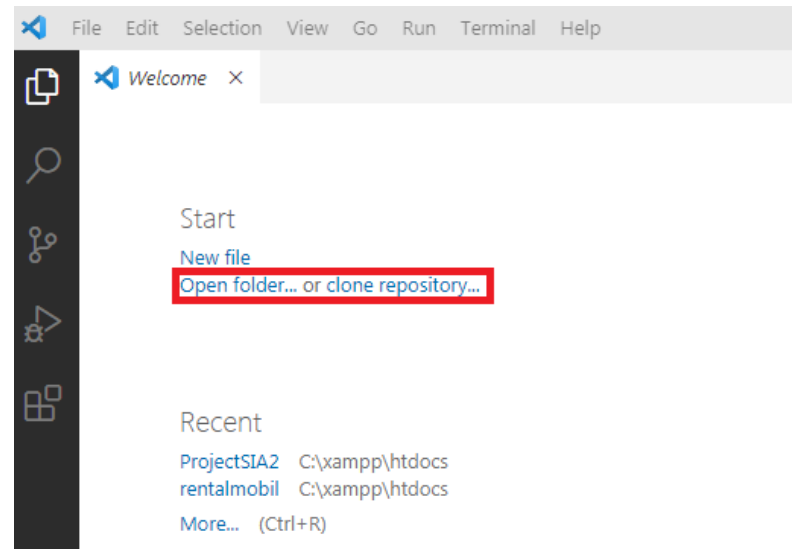 File Edit Selection View Go Run Terminal Help
Welcome
Start
New file
Open folder... or clone repository...
Recent
ProjectSIA2 C:\xampp\htdocs
rentalmobil C:\xampp\htdocs
More... (Ctrl+R)